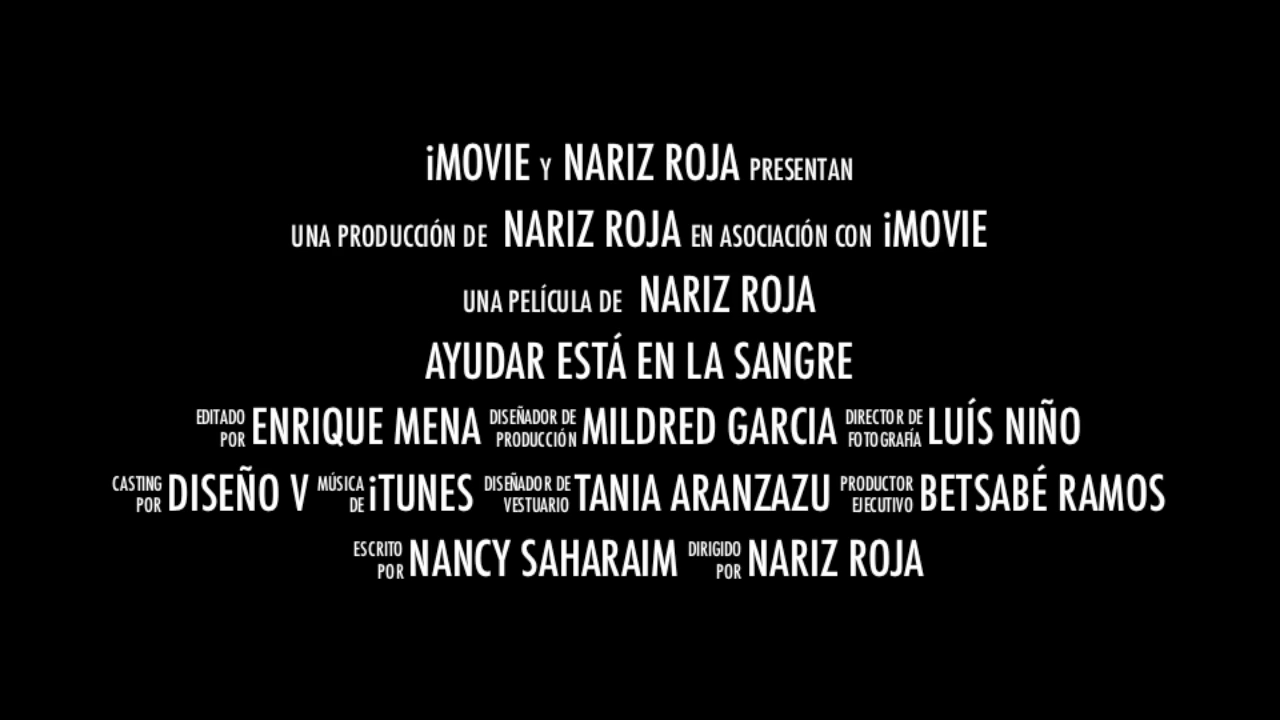 iMOVIE Y NARIZ ROJA PRESENTAN
UNA PRODUCCIÓN DE NARIZ ROJA EN ASOCIACIÓN CON iMOVIE
UNA PELÍCULA DE NARIZ ROJA
AYUDAR ESTÁ EN LA SANGRE
EDITADO POR ENRIQUE MENA DISEÑADOR DE PRODUCCIÓN MILDRED GARCIA DIRECTOR DE FOTOGRAFÍA LUÍS NIÑO
CASTING POR DISEÑO V MÚSICA DE iTUNES DISEÑADOR DE VESTUARIO TANIA ARANZAZU PRODUCTOR EJECUTIVO BETSABÉ RAMOS
ESCRITO POR NANCY SAHARAIM DIRIGIDO POR NARIZ ROJA